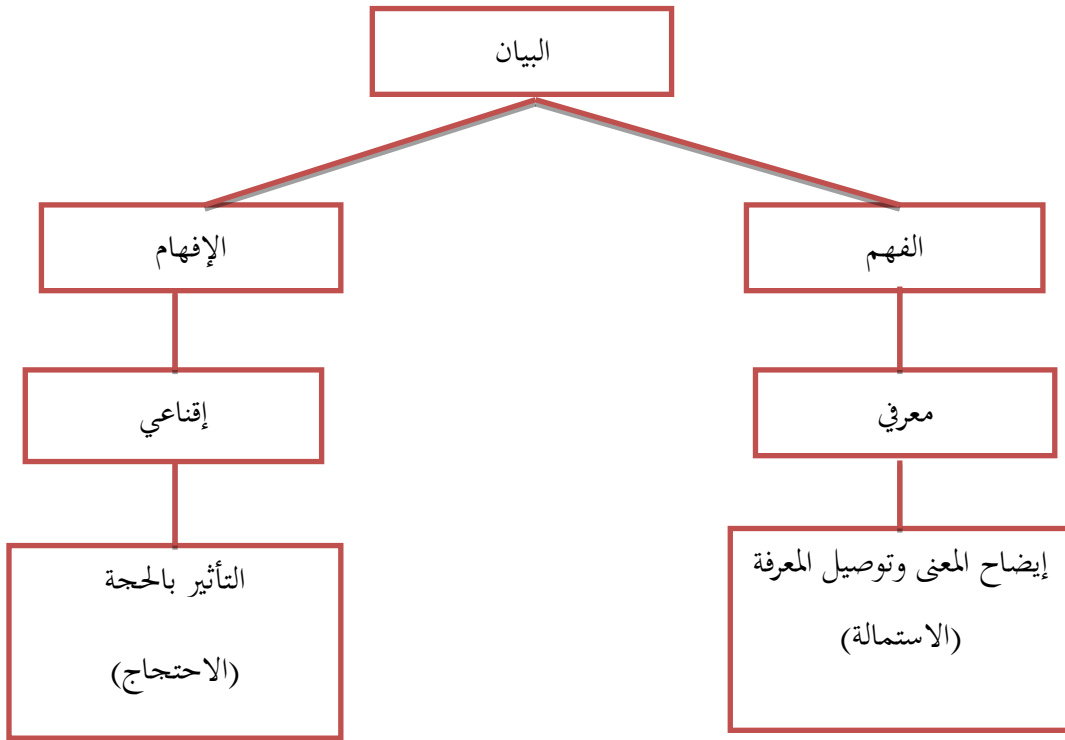 البيان
الفهم
الإفهام
معرفي
إقناعي
إيضاح المعنى وتوصيل المعرفة
(الاستمالة)
التأثير بالحجة
(الاحتجاج)